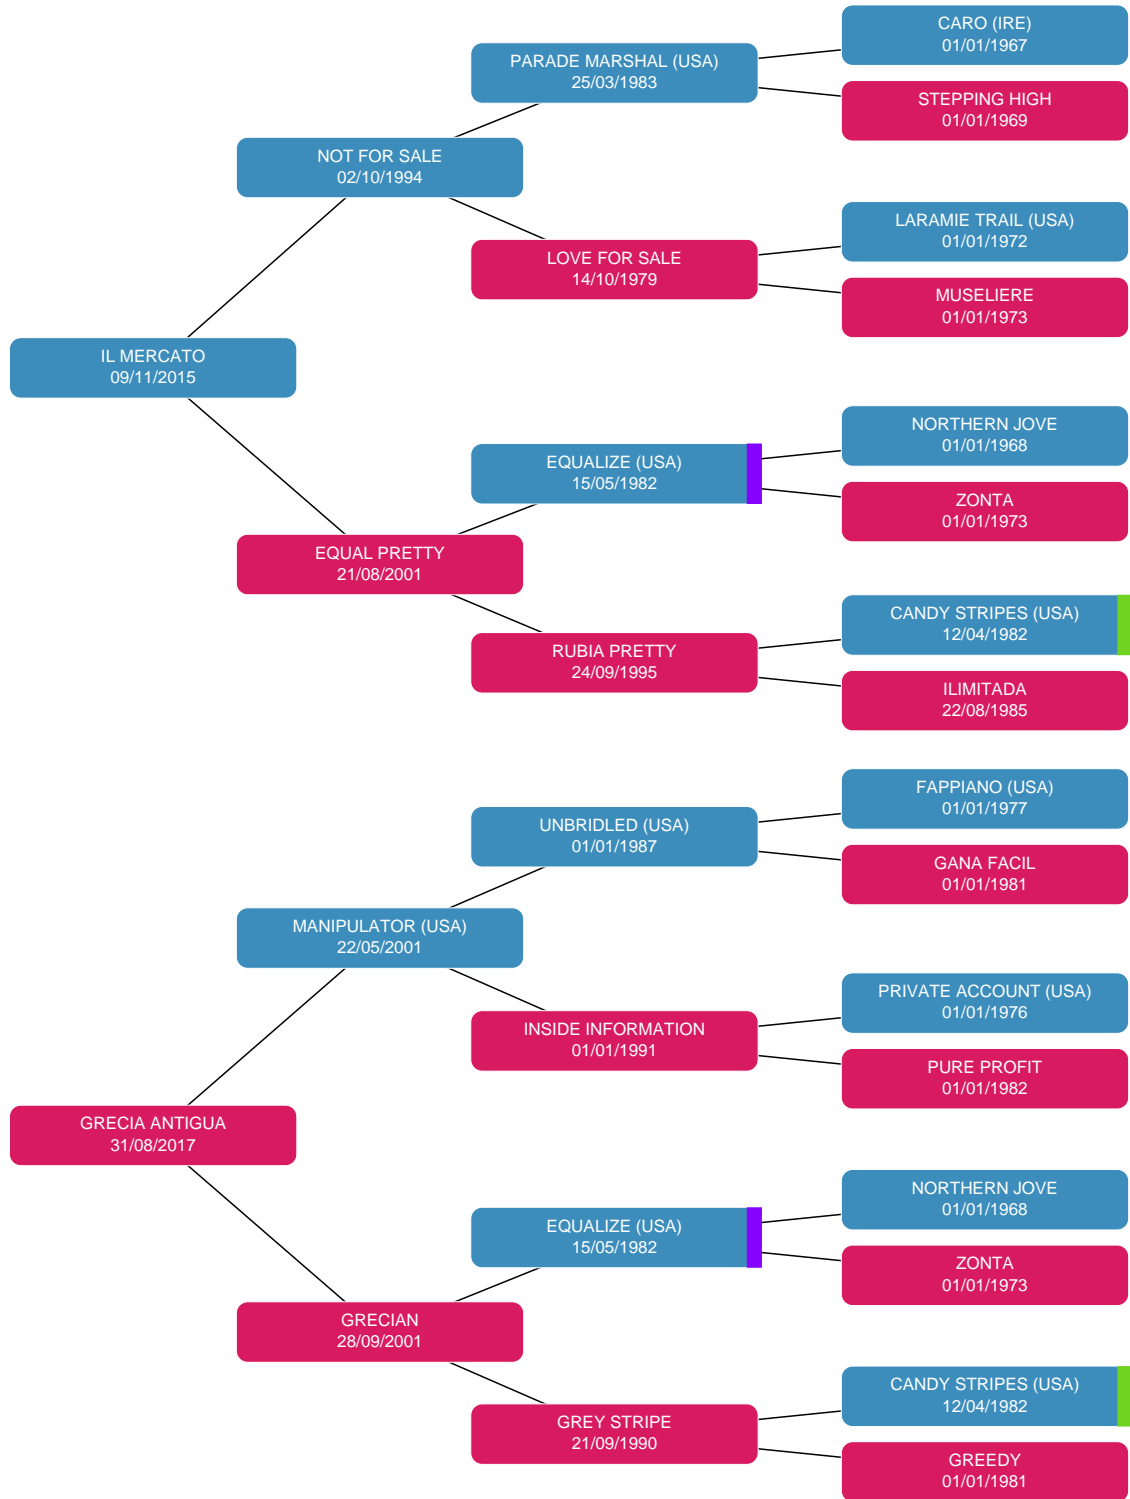 CARO (IRE)
01/01/1967
PARADE MARSHAL (USA)
25/03/1983
STEPPING HIGH
01/01/1969
NOT FOR SALE
02/10/1994
LARAMIE TRAIL (USA)
01/01/1972
LOVE FOR SALE
14/10/1979
MUSELIERE
01/01/1973
IL MERCATO
09/11/2015
NORTHERN JOVE
01/01/1968
EQUALIZE (USA)
15/05/1982
ZONTA
01/01/1973
EQUAL PRETTY
21/08/2001
CANDY STRIPES (USA)
12/04/1982
RUBIA PRETTY
24/09/1995
ILIMITADA
22/08/1985
FAPPIANO (USA)
01/01/1977
UNBRIDLED (USA)
01/01/1987
GANA FACIL
01/01/1981
MANIPULATOR (USA)
22/05/2001
PRIVATE ACCOUNT (USA)
01/01/1976
INSIDE INFORMATION
01/01/1991
PURE PROFIT
01/01/1982
GRECIA ANTIGUA
31/08/2017
NORTHERN JOVE
01/01/1968
EQUALIZE (USA)
15/05/1982
ZONTA
01/01/1973
GRECIAN
28/09/2001
CANDY STRIPES (USA)
12/04/1982
GREY STRIPE
21/09/1990
GREEDY
01/01/1981